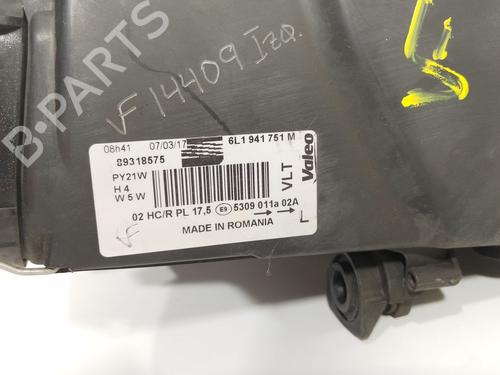 B-PARTS
VF14409 Izq.
08h41 07/03/17 6L1 941 751 M
89318575
PY21W
H4
W5W
VLT
Valeo
02 HC/R PL 17,5 E9 5309 011a 02A
L
MADE IN ROMANIA